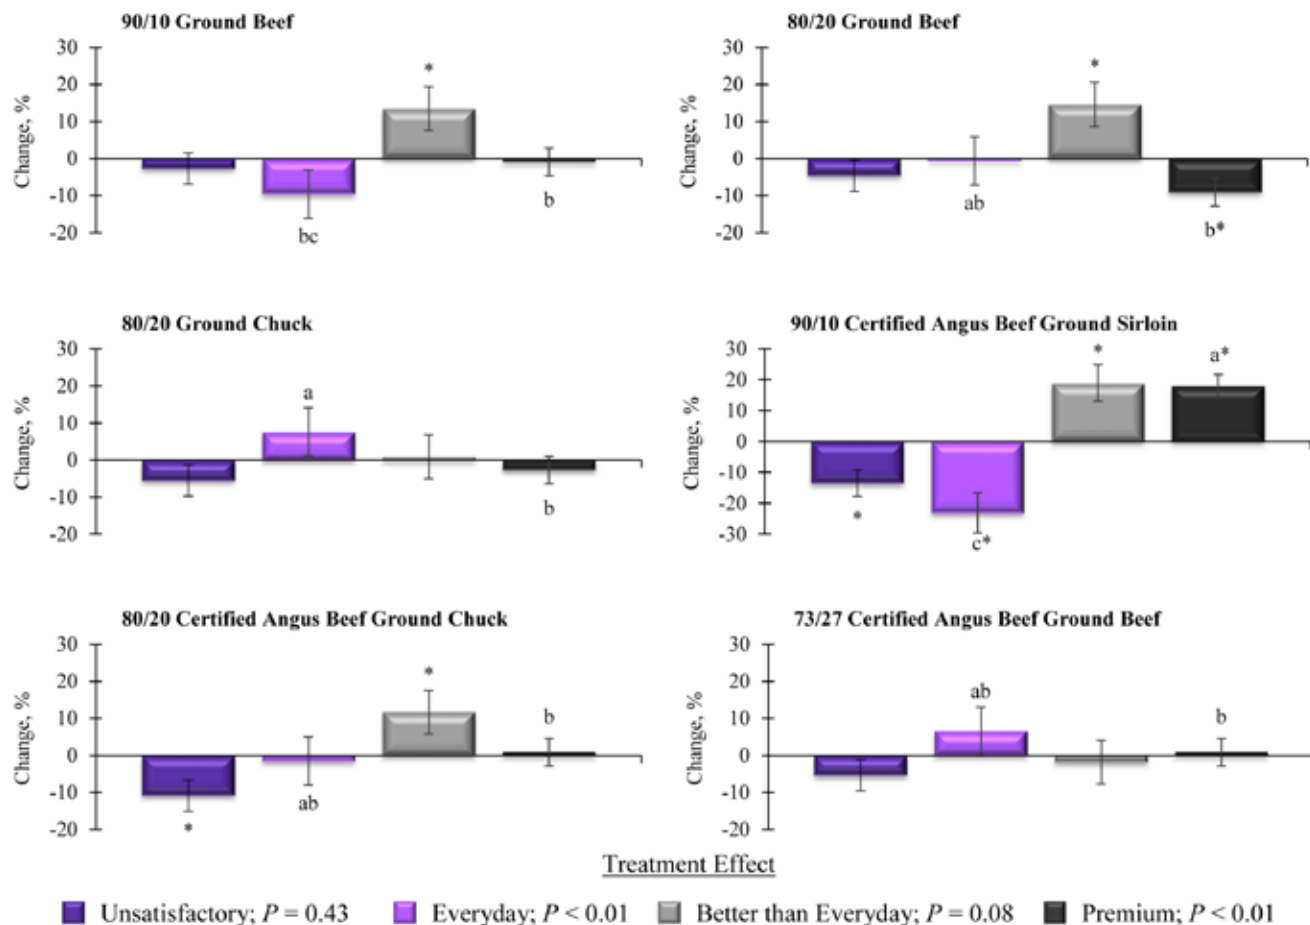 90/10 Ground Beef
30
20
10
0
-10
-20
Change, %
*
bc
b
80/20 Ground Beef
30
20
10
0
-10
-20
Change, %
*
ab
b*
80/20 Ground Chuck
30
20
10
0
-10
-20
Change, %
a
b
90/10 Certified Angus Beef Ground Sirloin
30
20
10
0
-10
-20
-30
Change, %
*
a*
*
c*
80/20 Certified Angus Beef Ground Chuck
30
20
10
0
-10
-20
Change, %
*
b
ab
*
73/27 Certified Angus Beef Ground Beef
30
20
10
0
-10
-20
Change, %
ab
b
Treatment Effect
Unsatisfactory; P = 0.43 Everyday; P < 0.01 Better than Everyday; P = 0.08 Premium; P < 0.01